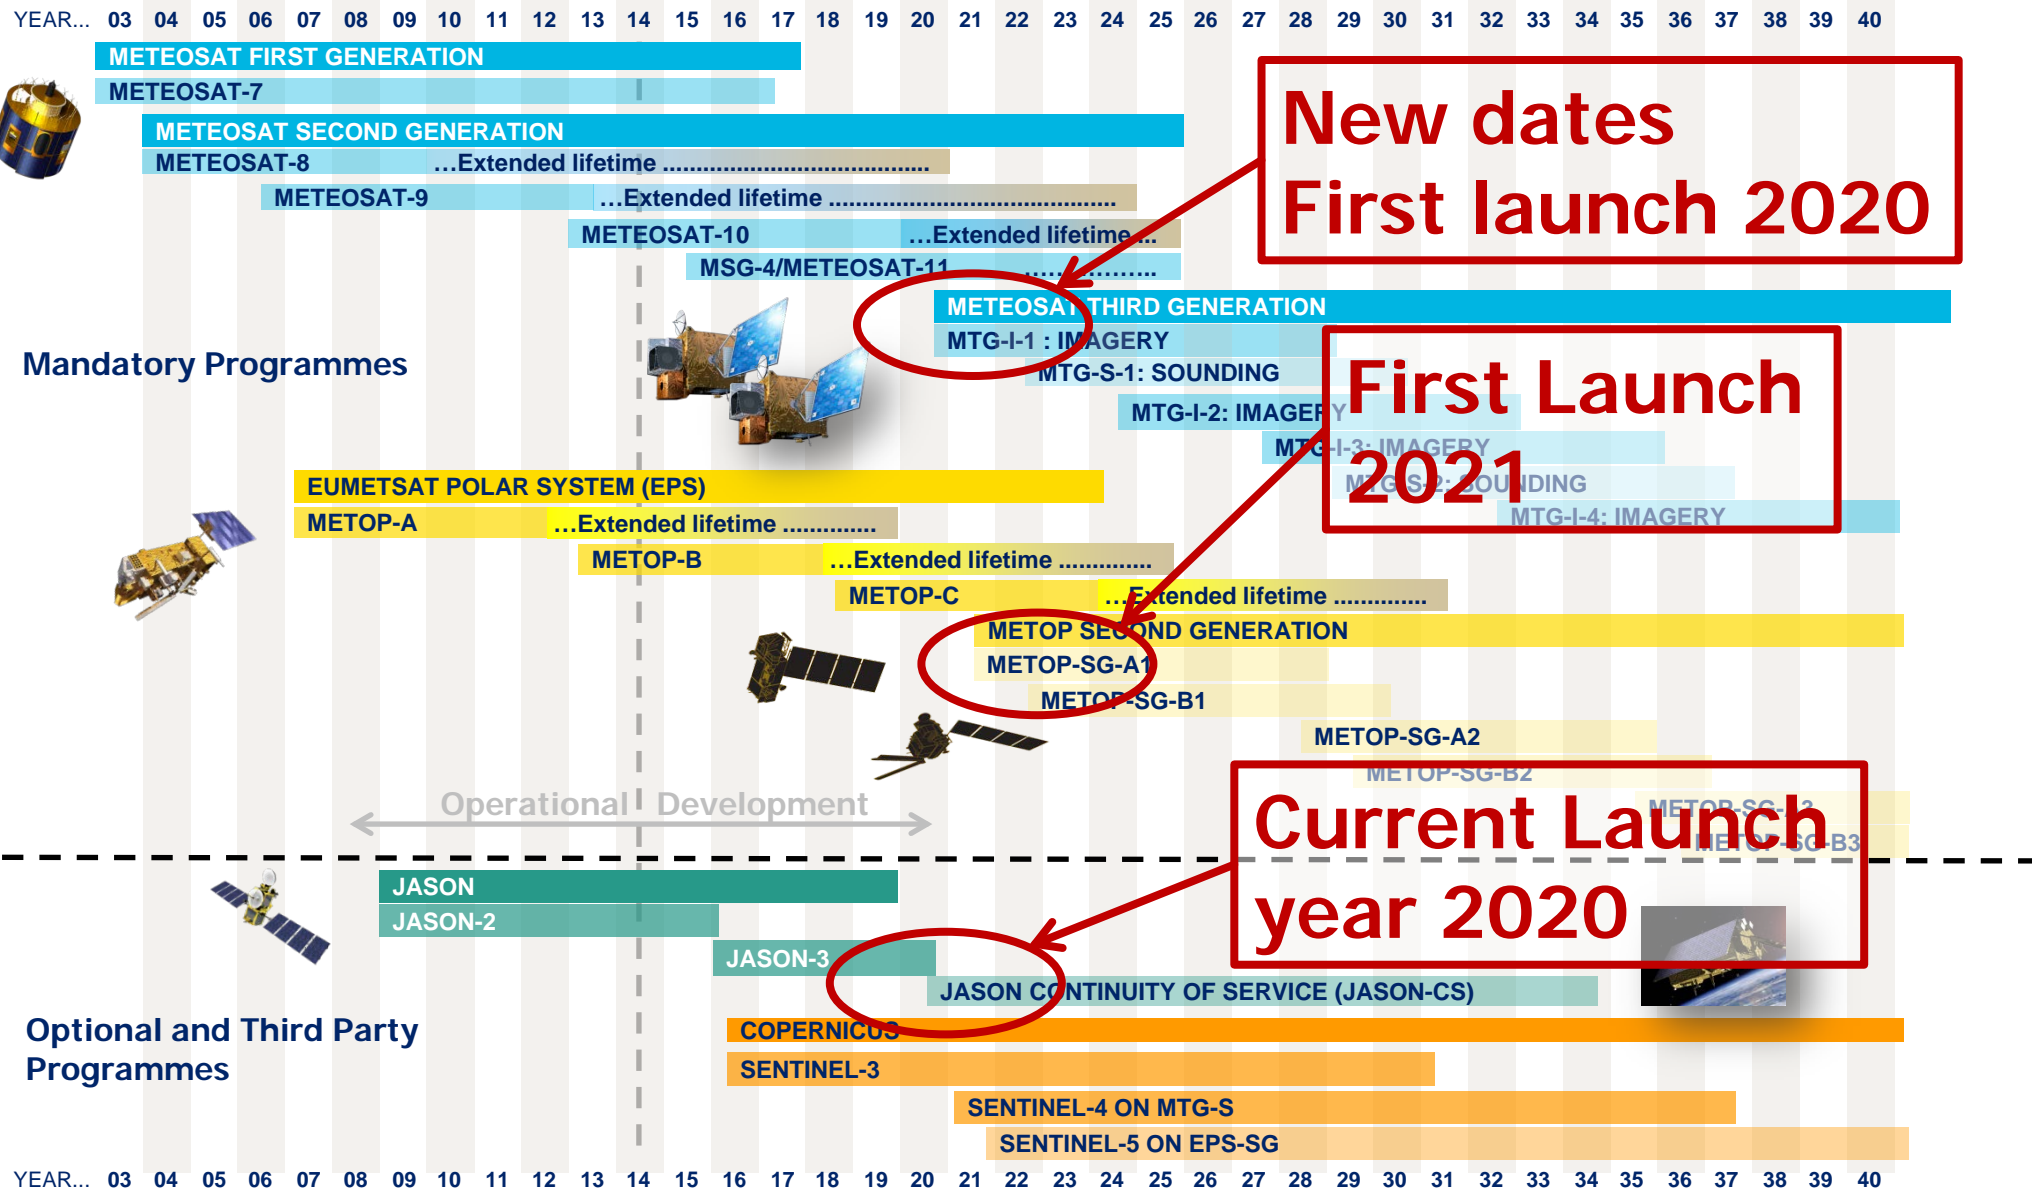 YEAR... 03 04 05 06 07 08 09 10 11 12 13 14 15 16 17 18 19 20 21 22 23 24 25 26 27 28 29 30 31 32 33 34 35 36 37 38 39 40
METEOSAT FIRST GENERATION
METEOSAT-7
METEOSAT SECOND GENERATION
METEOSAT-8 …Extended lifetime ........................................
METEOSAT-9 …Extended lifetime ...........................................
METEOSAT-10 …Extended lifetime ...
MSG-4/METEOSAT-11 ………………..
New dates
First launch 2020
METEOSAT THIRD GENERATION
MTG-I-1 : IMAGERY
MTG-S-1: SOUNDING
MTG-I-2: IMAGERY
MTG-I-3: IMAGERY
MTG-S-2: SOUNDING
MTG-I-4: IMAGERY
First Launch
2021
Mandatory Programmes
EUMETSAT POLAR SYSTEM (EPS)
METOP-A …Extended lifetime ..............
METOP-B …Extended lifetime ..............
METOP-C …Extended lifetime ..............
METOP SECOND GENERATION
METOP-SG-A1
METOP-SG-B1
METOP-SG-A2
METOP-SG-B2
METOP-SG-A3
METOP-SG-B3
Operational Development
Current Launch
year 2020
JASON
JASON-2
JASON-3
JASON CONTINUITY OF SERVICE (JASON-CS)
Optional and Third Party
Programmes
COPERNICUS
SENTINEL-3
SENTINEL-4 ON MTG-S
SENTINEL-5 ON EPS-SG
YEAR... 03 04 05 06 07 08 09 10 11 12 13 14 15 16 17 18 19 20 21 22 23 24 25 26 27 28 29 30 31 32 33 34 35 36 37 38 39 40